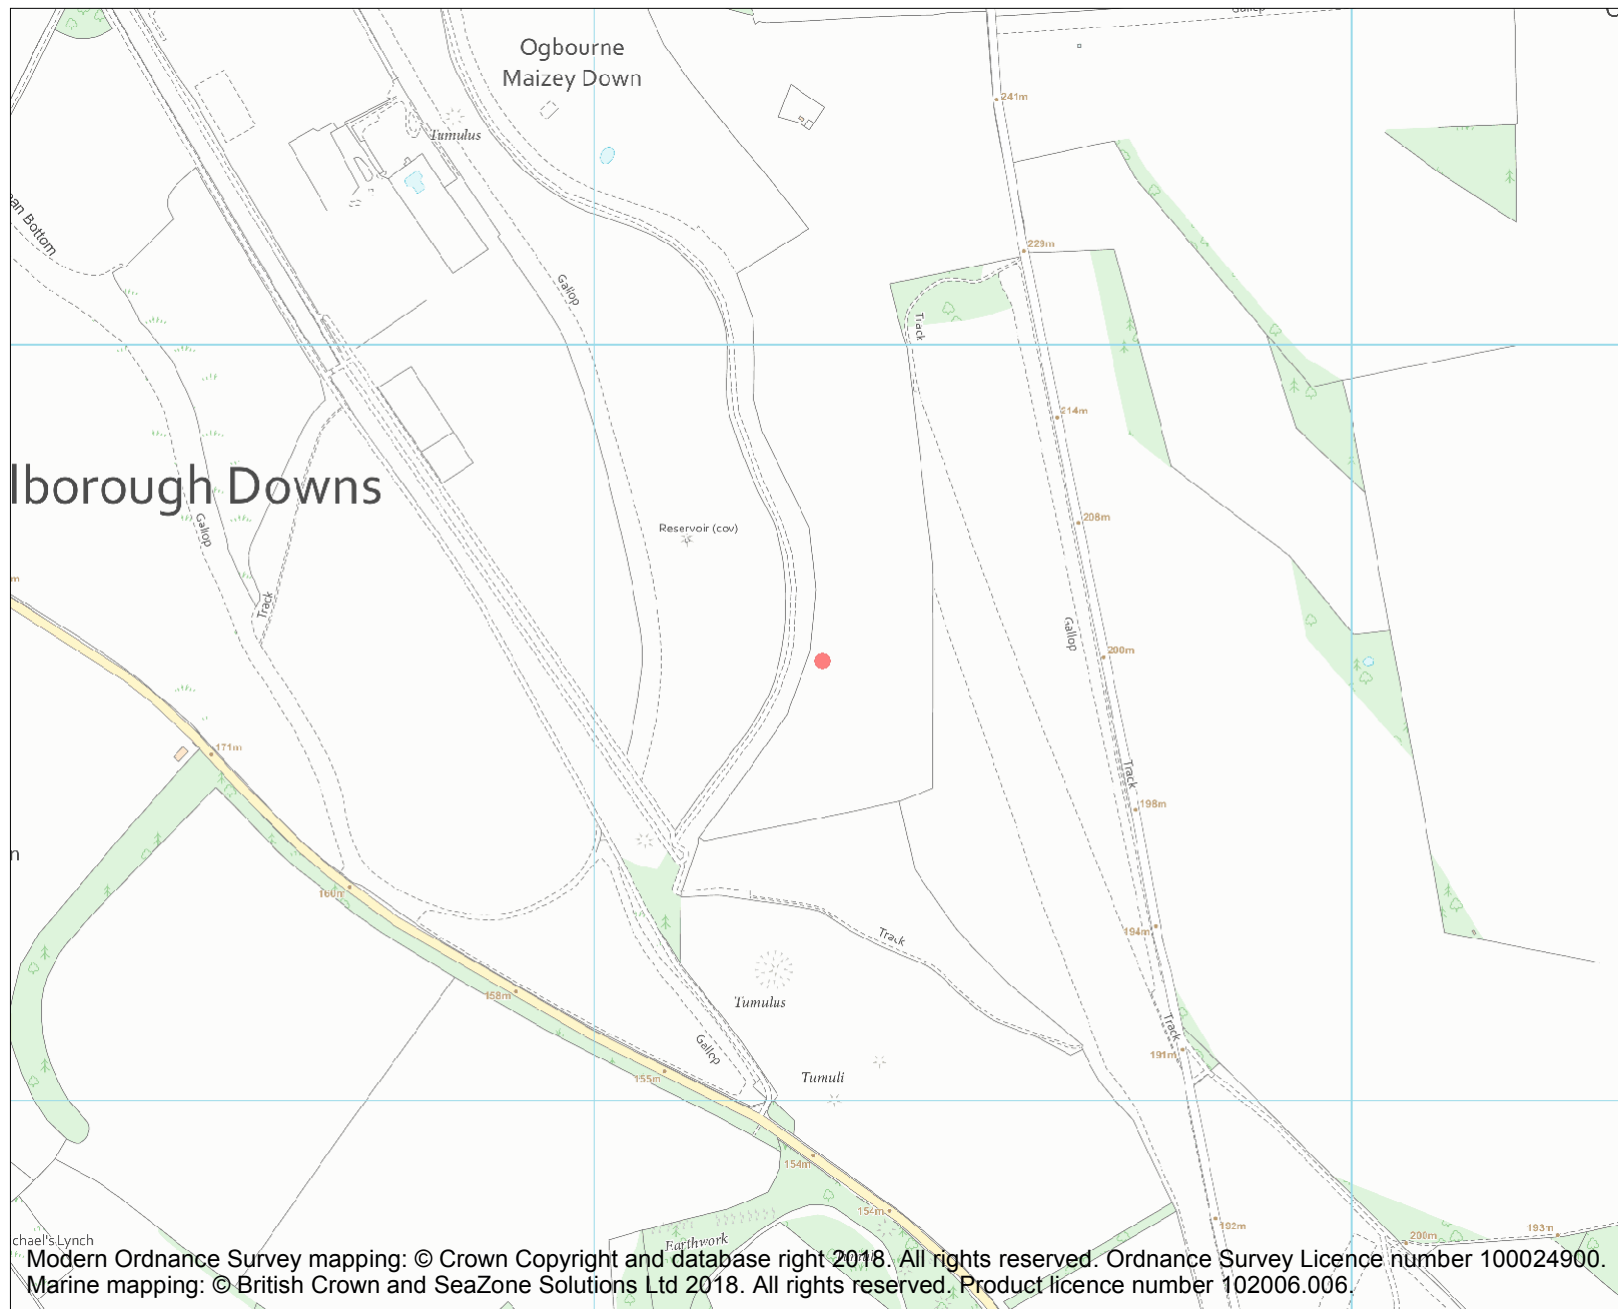 Gallop
Ogbourne
Maizey Down
241m
Tumulus
an Bottom
229m
Gallop
Track
214m
lborough Downs
Gallop
208m
Reservoir (cov)
m
Track
Gallop
200m
171m
Track
198m
n
160m
Track
194m
158m
Tumulus
Track
Gallop
191m
155m
Tumuli
154m
154m
192m
200m
193m
chael's Lynch
Earthwork
Modern Ordnance Survey mapping: © Crown Copyright and database right 2018. All rights reserved. Ordnance Survey Licence number 100024900.
Marine mapping: © British Crown and SeaZone Solutions Ltd 2018. All rights reserved. Product licence number 102006.006.